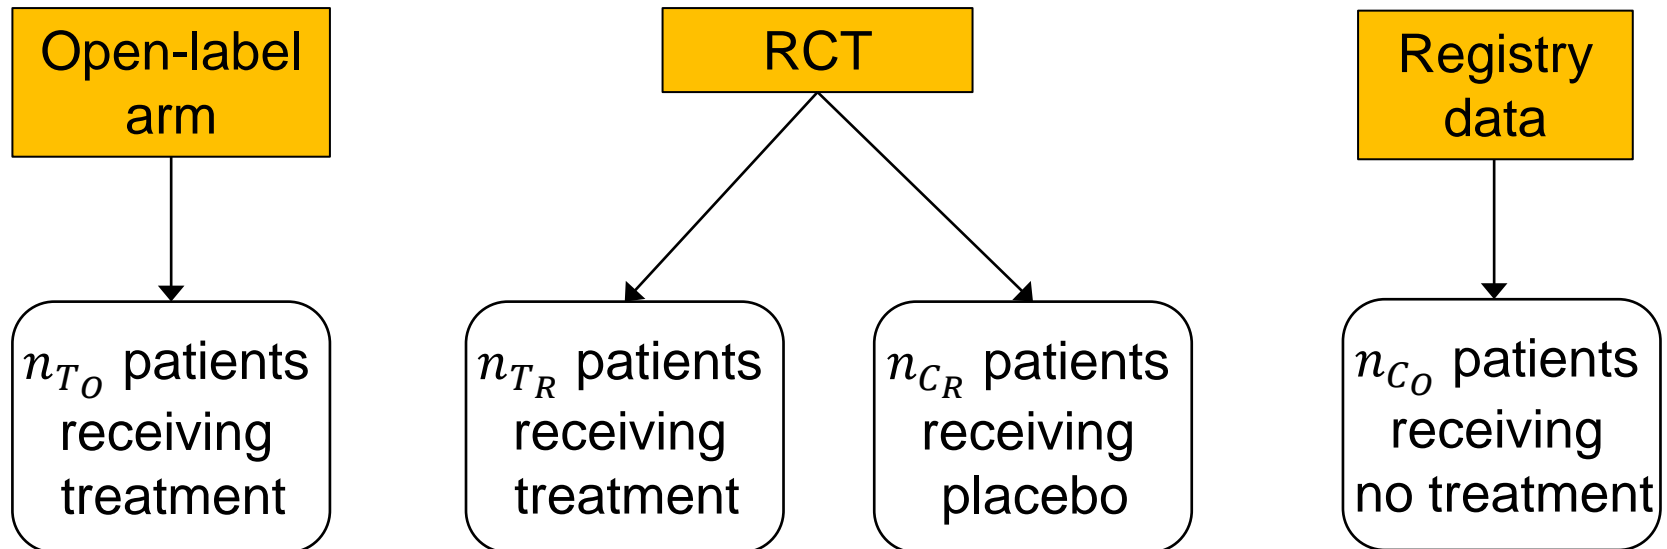 Open-label
arm
RCT
Registry
data
$n_{T_O}$ patients
receiving
treatment
$n_{T_R}$ patients
receiving
treatment
$n_{C_R}$ patients
receiving
placebo
$n_{C_O}$ patients
receiving
no treatment